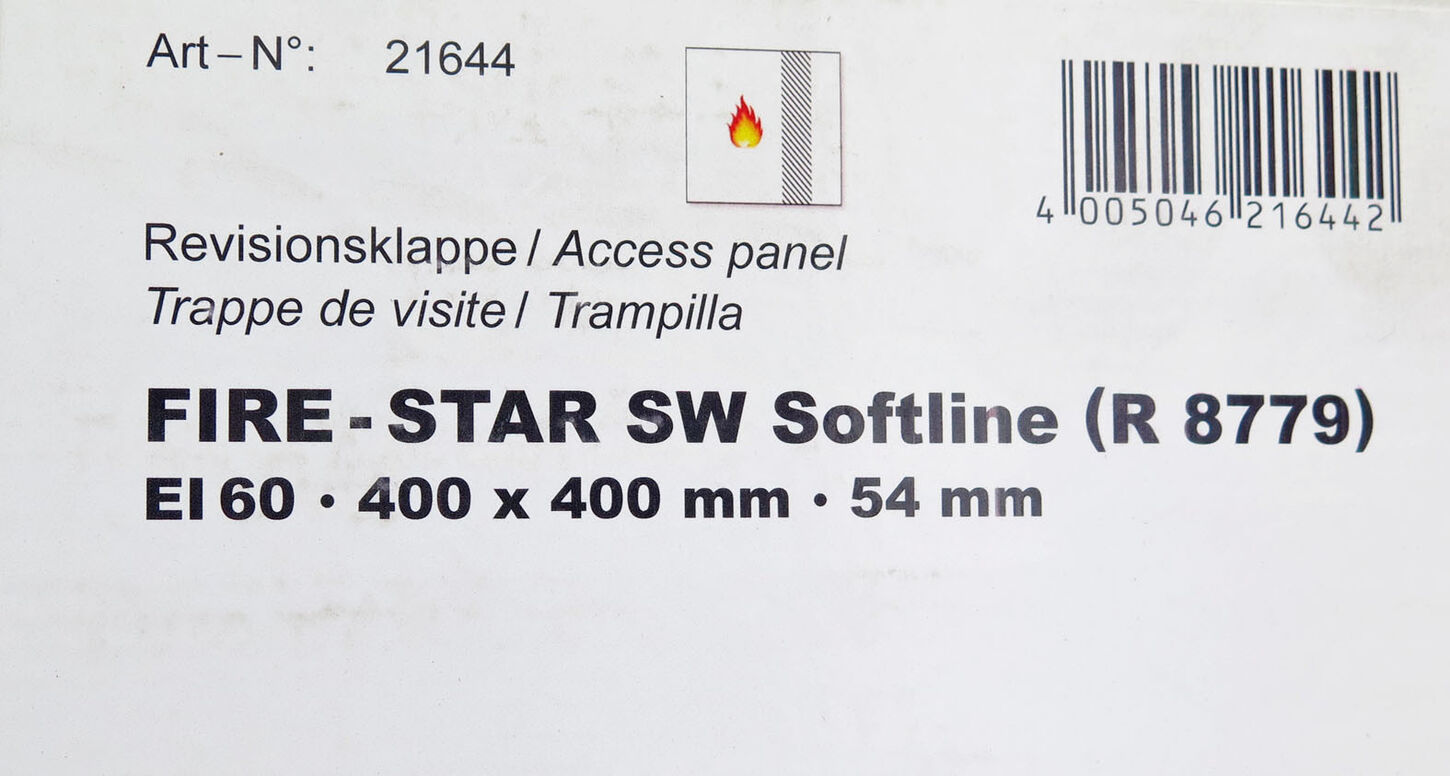 Art-N°: 21644
4 005046 216442
Revisionsklappe / Access panel
Trappe de visite / Trampilla
FIRE-STAR SW Softline (R 8779)
EI 60 • 400 x 400 mm • 54 mm